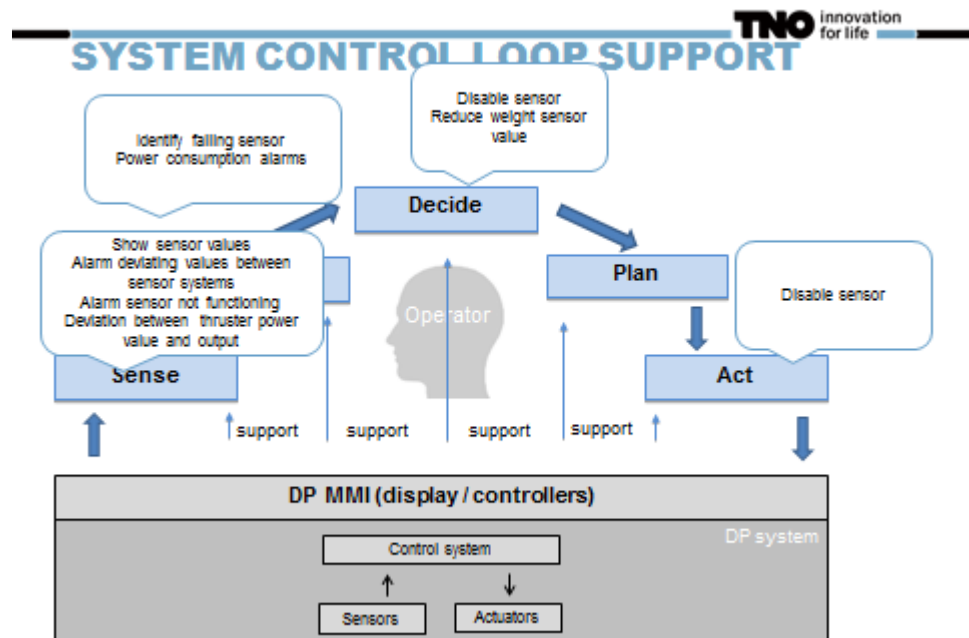 TNO innovation
for life
SYSTEM CONTROL LOOP SUPPORT
Disable sensor
Reduce weight sensor
value
Identify failing sensor
Power consumption alarms
Decide
Show sensor values
Alarm deviating values between
sensor systems
Alarm sensor not functioning
Deviation between thruster power
value and output
Plan
Disable sensor
Operator
Sense
Act
support
support
support
support
DP MMI (display / controllers)
DP system
Control system
Sensors
Actuators